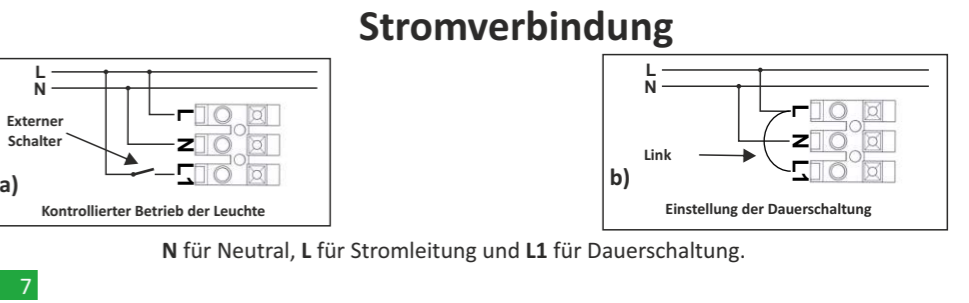 Stromverbindung
L
N
Externer
Schalter
L
N
L1
a)
Kontrollierter Betrieb der Leuchte
L
N
L
N
L1
Link
b)
Einstellung der Dauerschaltung
N für Neutral, L für Stromleitung und L1 für Dauerschaltung.
7